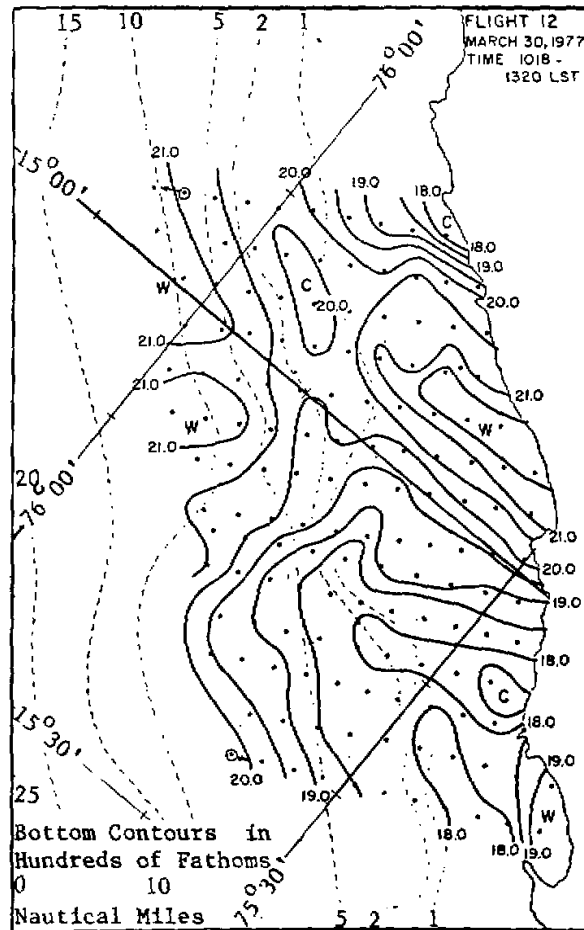 15 10 5 2 1
FLIGHT 12
MARCH 30, 1977
TIME 1018 -
1320 LST
76°00'
15°00'
21.0
20.0
19.0
18.0
C
18.0
19.0
W
C
20.0
20.0
21.0
21.0
21.0
W
W
21.0
20
76°00'
21.0
20.0
19.0
18.0
C
18.0
15°30'
20.0
19.0
25
19.0
W
18.0
18.0
19.0
Bottom Contours in
Hundreds of Fathoms
0 10
75°30'
Nautical Miles
5 2 1